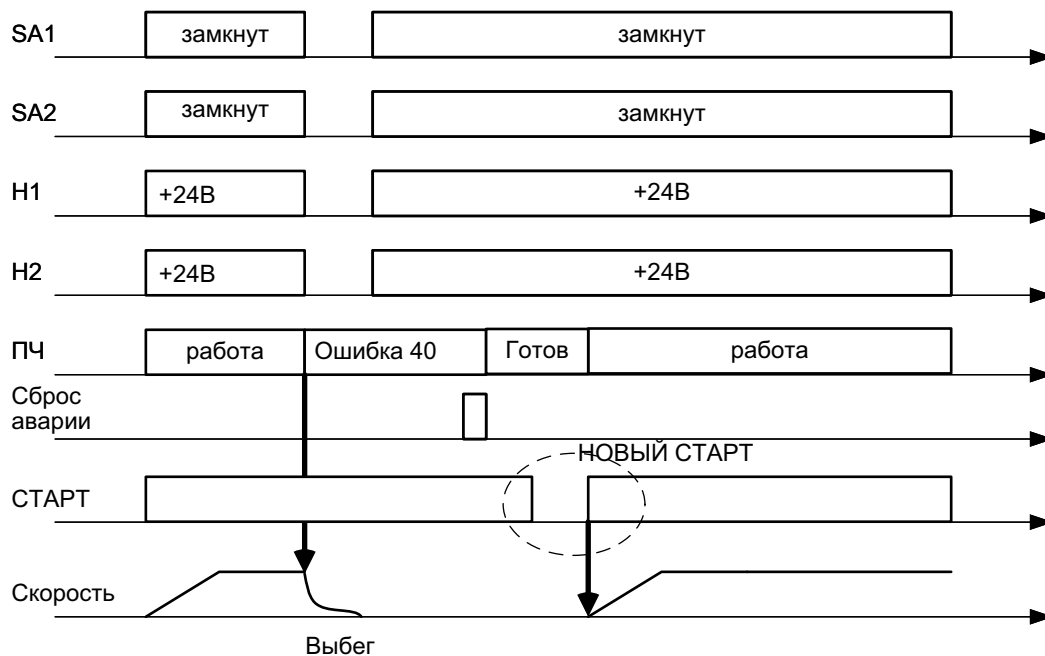 SA1
замкнут
замкнут
SA2
замкнут
замкнут
H1
+24В
+24В
H2
+24В
+24В
ПЧ
работа
Ошибка 40
Готов
работа
Сброс
аварии
НОВЫЙ СТАРТ
СТАРТ
Скорость
Выбег